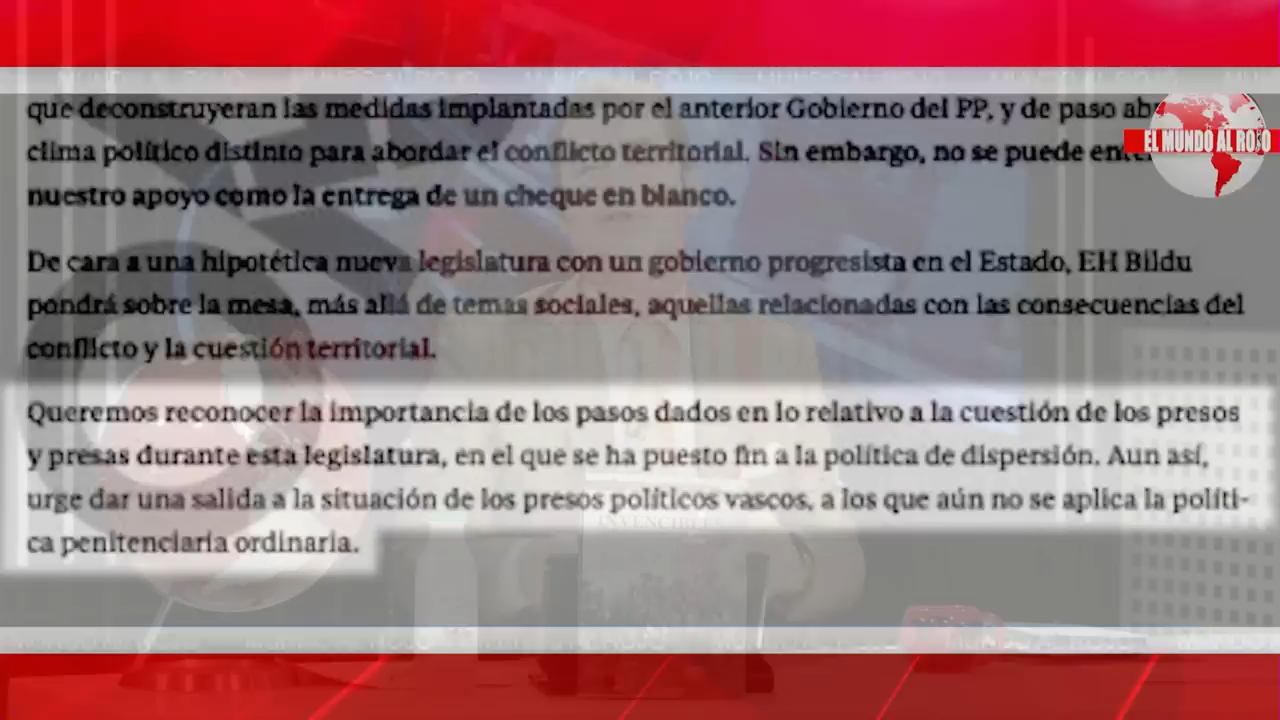 que deconstruyeran las medidas implantadas por el anterior Gobierno del PP, y de paso
EL MUNDO AL ROJO
clima político distinto para abordar el conflicto territorial. Sin embargo, no se puede
nuestro apoyo como la entrega de un cheque en blanco.
De cara a una hipotética nueva legislatura con un gobierno progresista en el Estado, EH Bildu
pondrá sobre la mesa, más allá de temas sociales, aquellas relacionadas con las consecuencias del
conflicto y la cuestión territorial.
Queremos reconocer la importancia de los pasos dados en lo relativo a la cuestión de los presos
y presas durante esta legislatura, en el que se ha puesto fin a la política de dispersión. Aun así,
urge dar una salida a la situación de los presos políticos vascos, a los que aún no se aplica la políti-
ca penitenciaria ordinaria.
INVENCIBLES